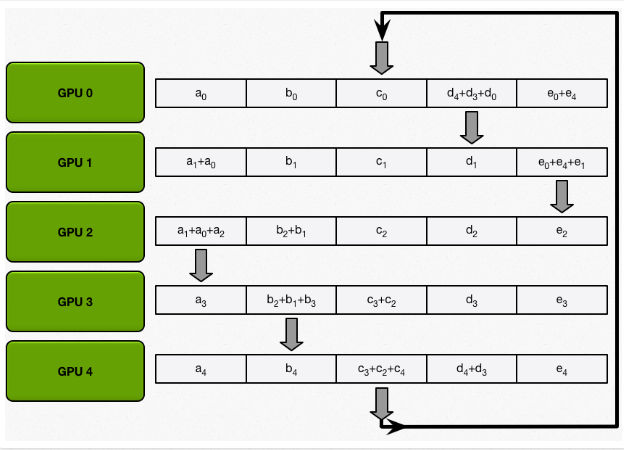 GPU 0 a₀ b₀ c₀ d₄+d₃+d₀ e₀+e₄
GPU 1 a₁+a₀ b₁ c₁ d₁ e₀+e₄+e₁
GPU 2 a₁+a₀+a₂ b₂+b₁ c₂ d₂ e₂
GPU 3 a₃ b₂+b₁+b₃ c₃+c₂ d₃ e₃
GPU 4 a₄ b₄ c₃+c₂+c₄ d₄+d₃ e₄